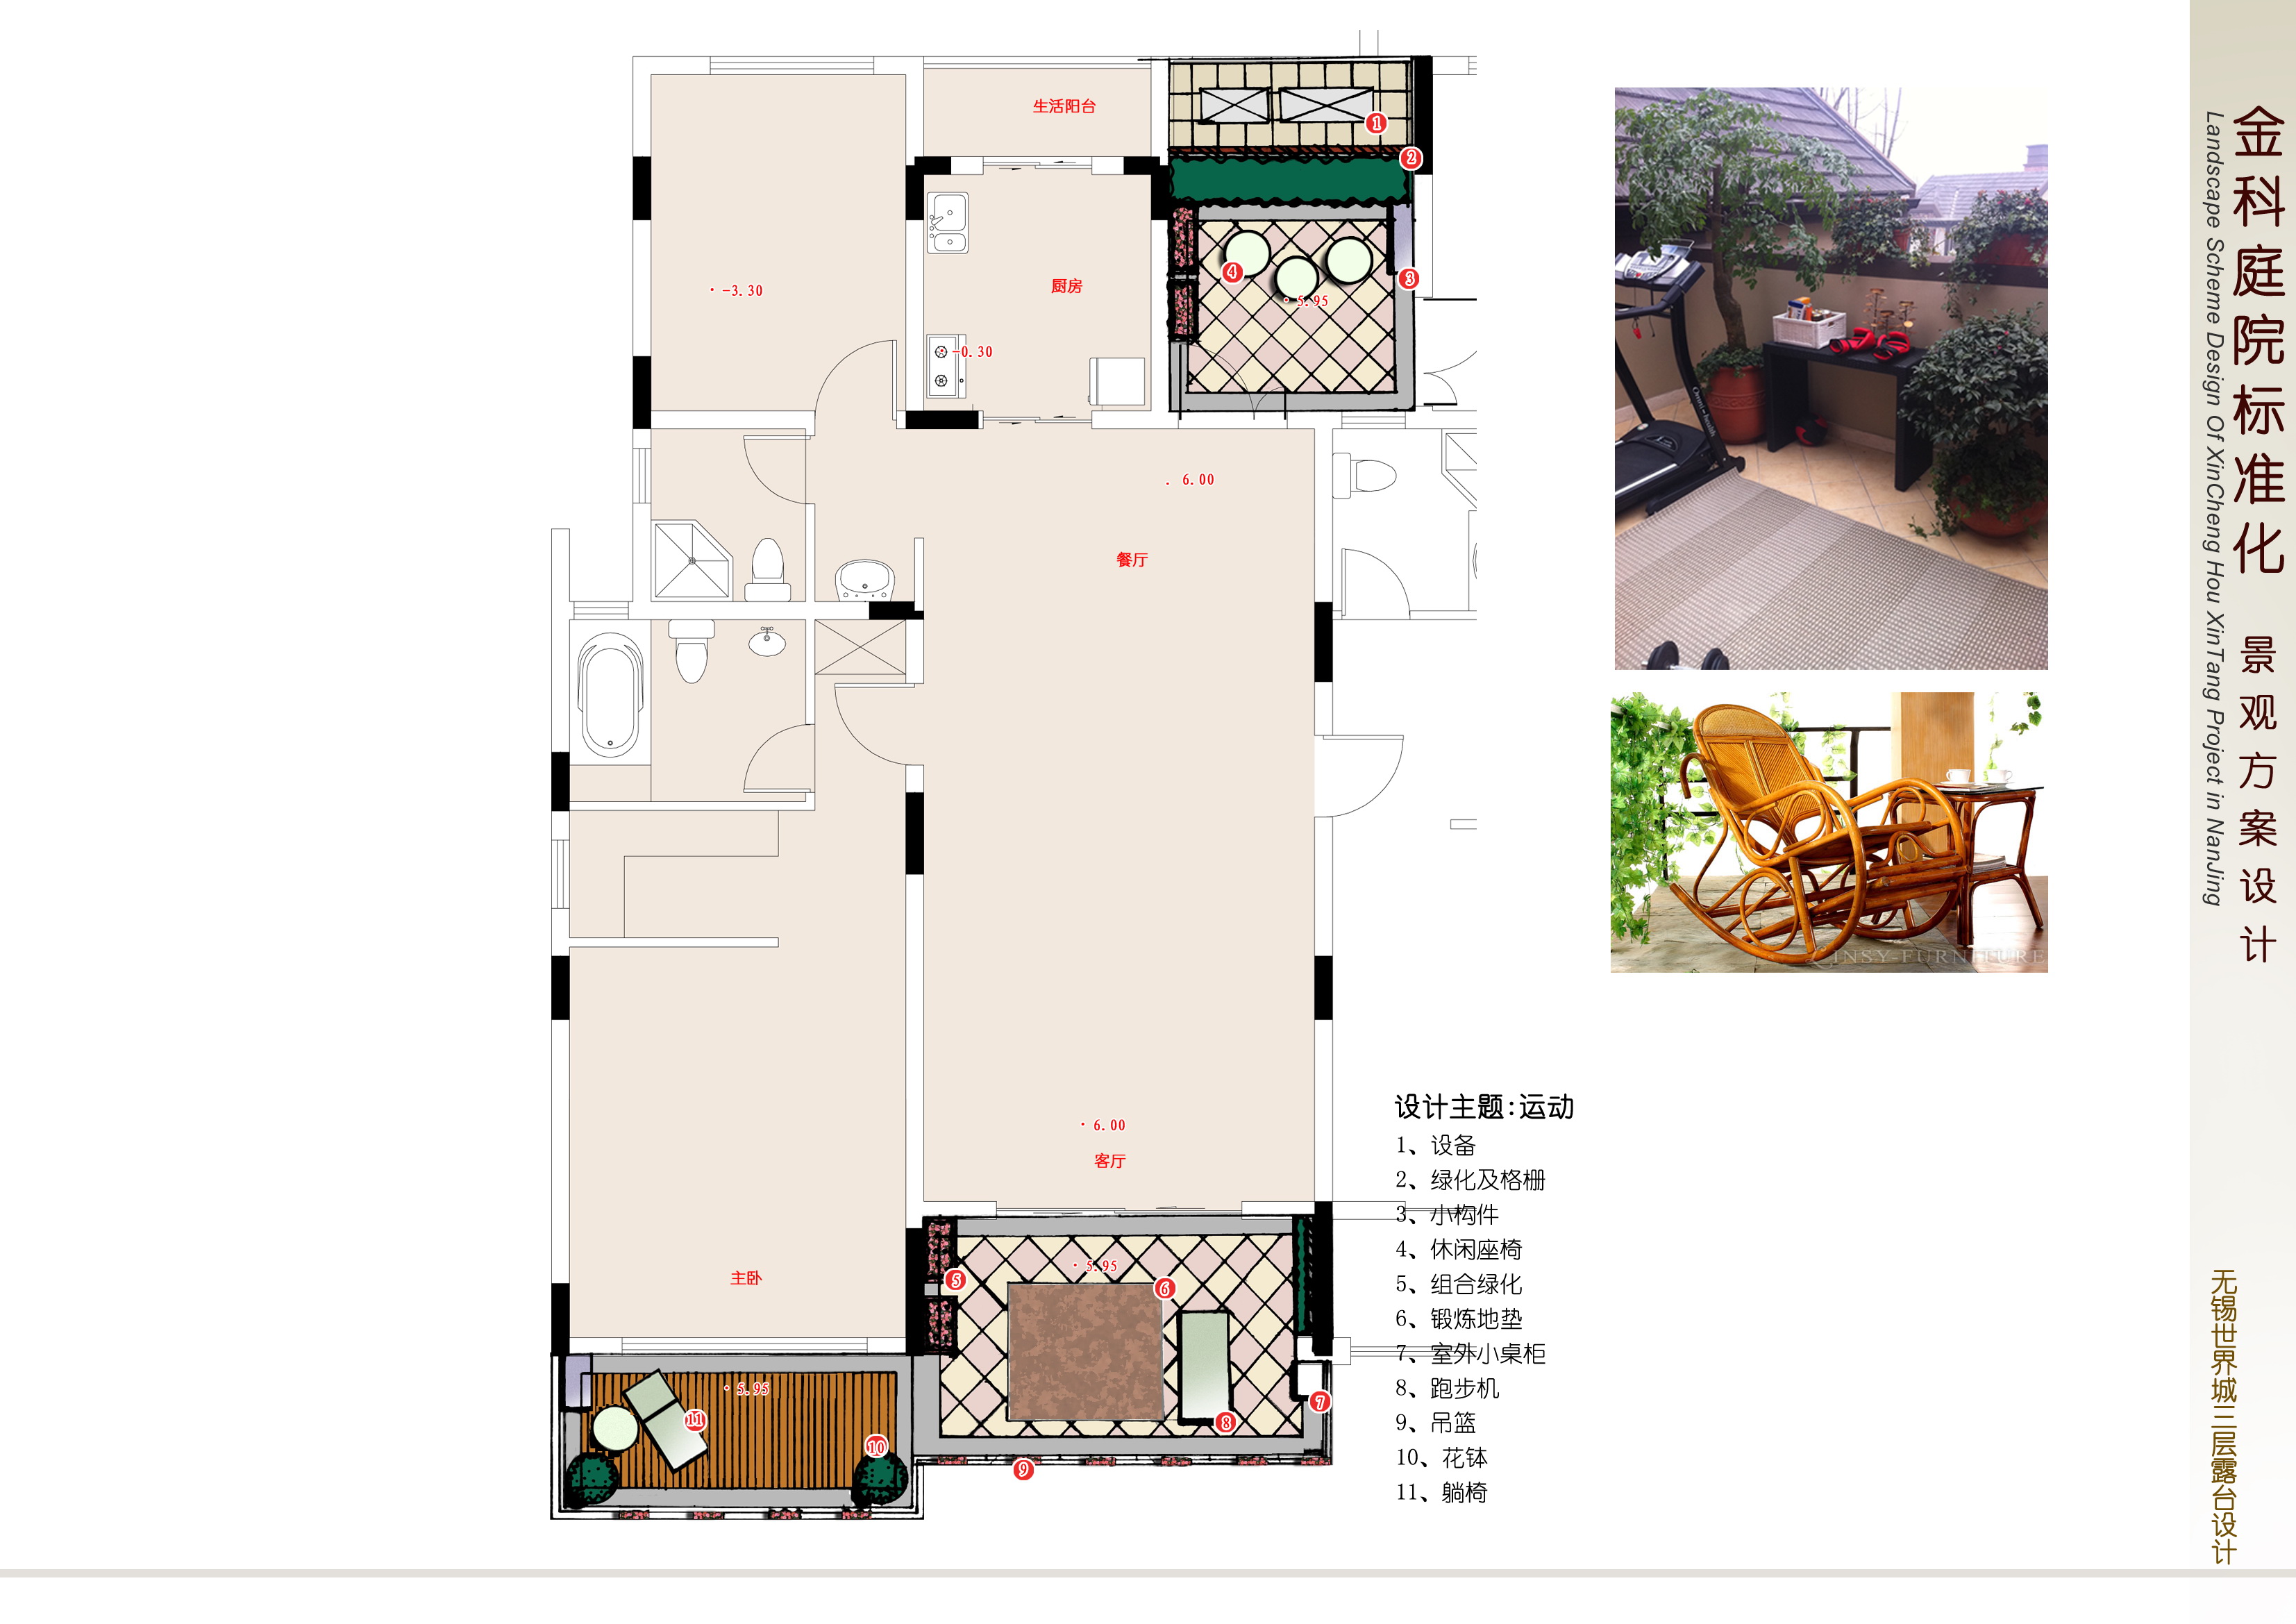 生活阳台
1
2
-3.30
厨房
4
3
5.95
-0.30
6.00
餐厅
6.00
客厅
主卧
5.95
5
6
5.95
11
8
7
10
9
设计主题:运动
1、设备
2、绿化及格栅
3、小构件
4、休闲座椅
5、组合绿化
6、锻炼地垫
7、室外小桌柜
8、跑步机
9、吊篮
10、花钵
11、躺椅
INSY-FURNITURE
金科庭院标准化 景观方案设计
Landscape Scheme Design Of XinCheng Hou XinTang Project in NanJing
无锡世界城三层露台设计